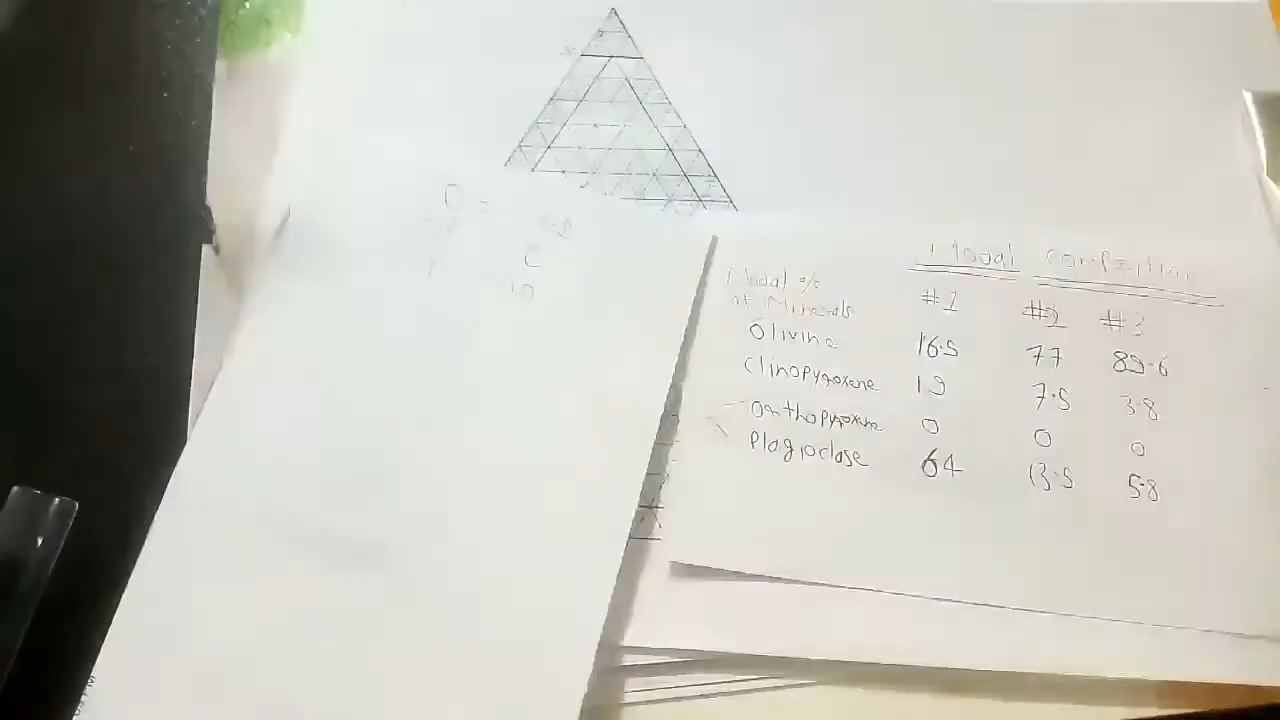 Modal composition
Modal %
of Minerals #1 #2 #3
Olivine 16.5 77 89.6
Clinopyroxene 19 7.5 3.8
Orthopyroxene 0 0 0
Plagioclase 64 13.5 5.8